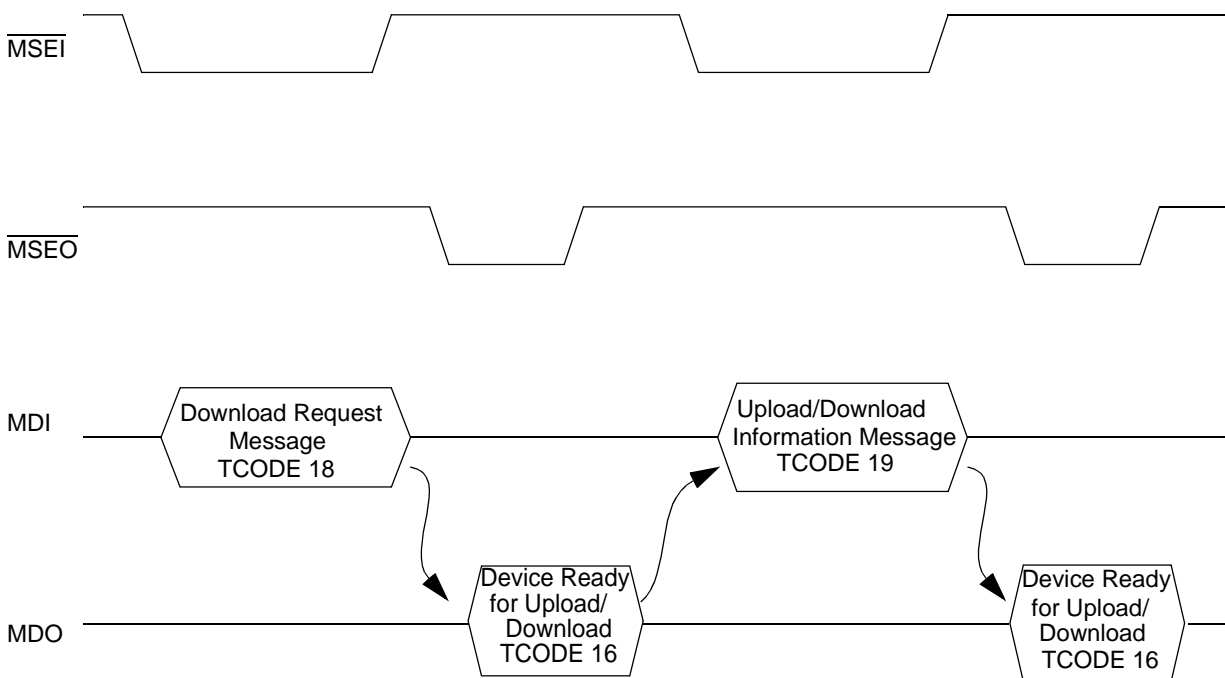 MSEI
MSEO
MDI
Download Request
Message
TCODE 18
Upload/Download
Information Message
TCODE 19
MDO
Device Ready
for Upload/
Download
TCODE 16
Device Ready
for Upload/
Download
TCODE 16